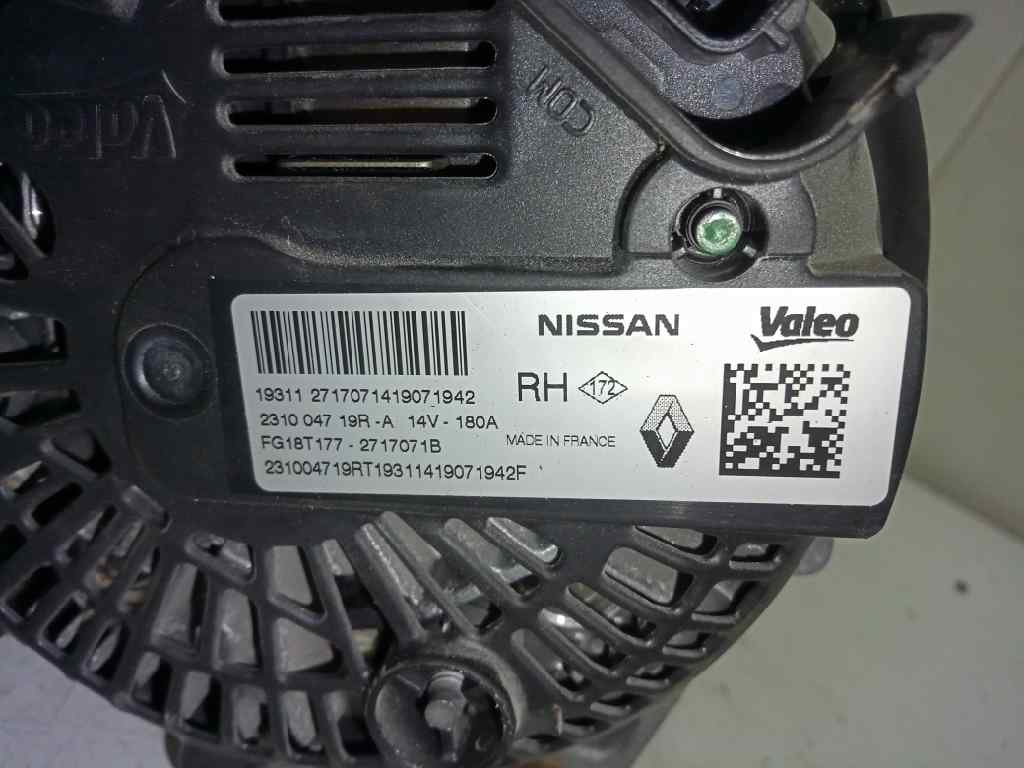 Valeo
COM
NISSAN
Valeo
19311 2717071419071942
RH 172
2310 047 19R -A 14V - 180A
FG18T177 - 2717071B
MADE IN FRANCE
231004719RT19311419071942F